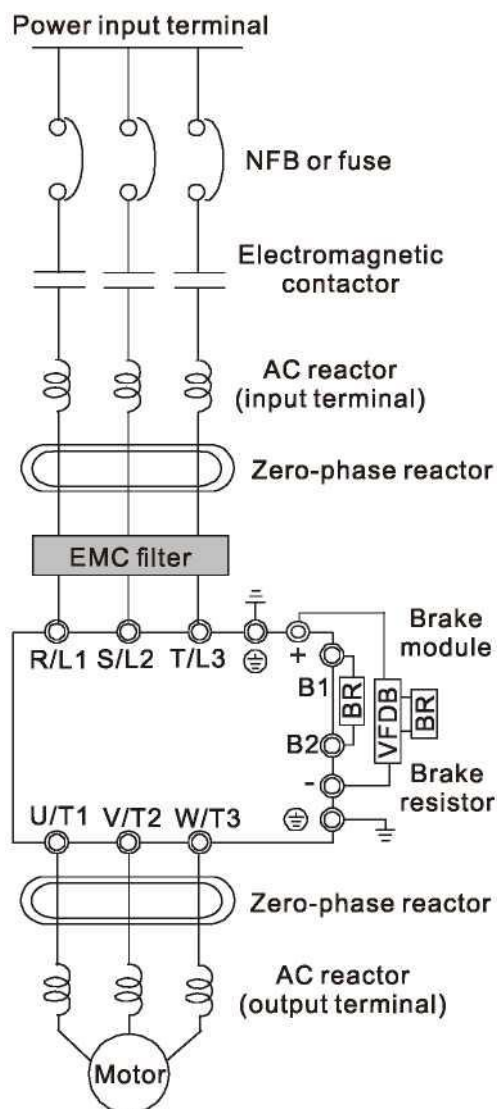 Power input terminal
NFB or fuse
Electromagnetic
contactor
AC reactor
(input terminal)
Zero-phase reactor
EMC filter
R/L1 S/L2 T/L3
+
B1
BR
B2
-
Brake
module
VFDB
BR
Brake
resistor
U/T1 V/T2 W/T3
Zero-phase reactor
AC reactor
(output terminal)
Motor